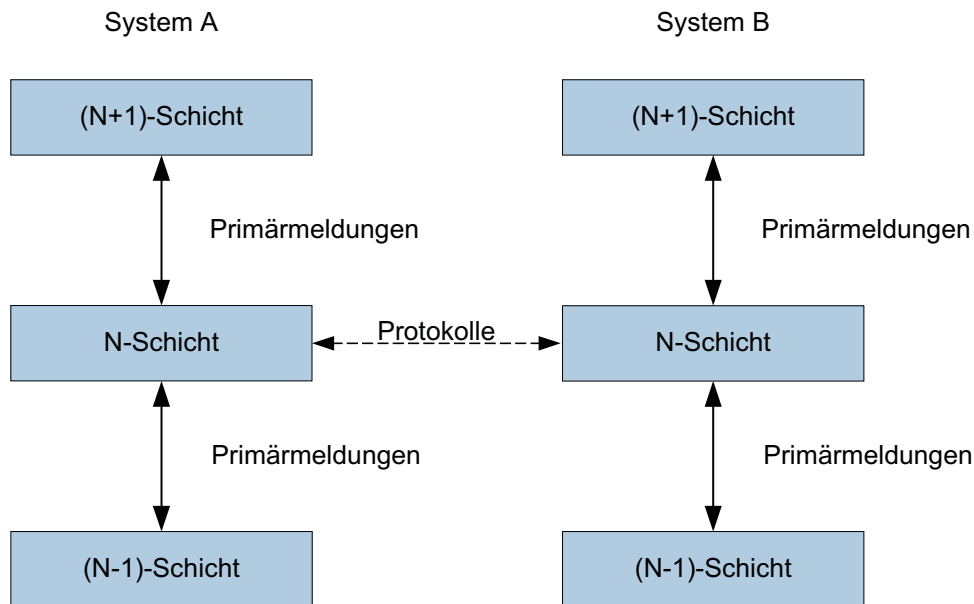 System A
System B
(N+1)-Schicht
(N+1)-Schicht
Primärmeldungen
Primärmeldungen
N-Schicht
Protokolle
N-Schicht
Primärmeldungen
Primärmeldungen
(N-1)-Schicht
(N-1)-Schicht